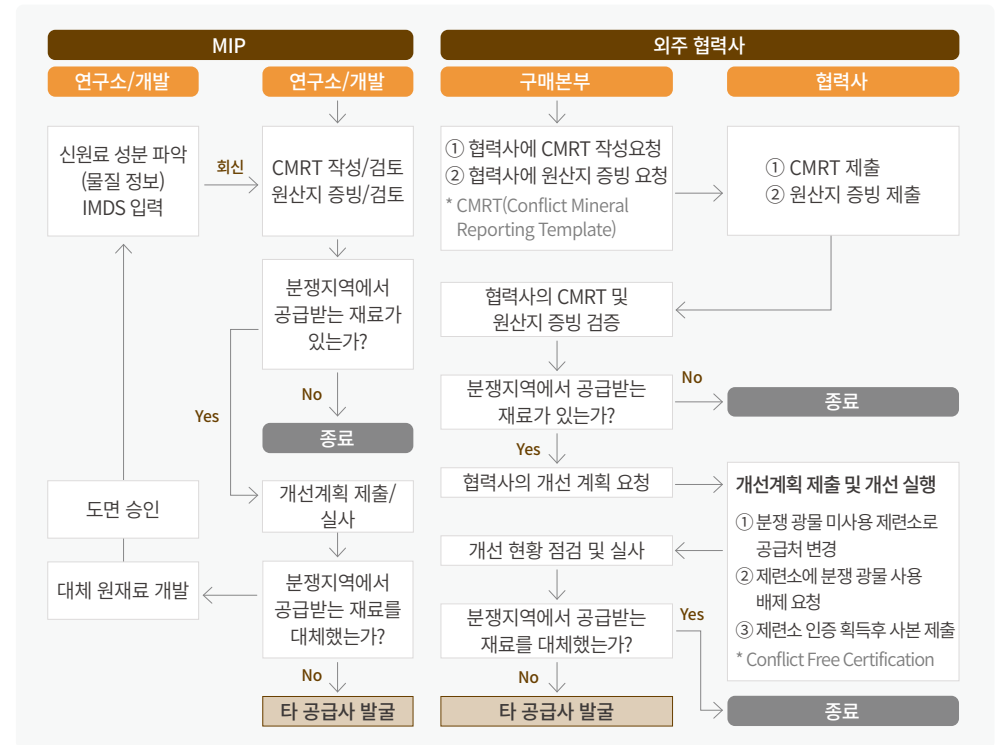 MIP
연구소/개발
연구소/개발
신원료 성분 파악
(물질 정보)
IMDS 입력
회신
CMRT 작성/검토
원산지 증빙/검토
분쟁지역에서
공급받는 재료가
있는가?
No
Yes
종료
개선계획 제출/
실사
도면 승인
대체 원재료 개발
분쟁지역에서
공급받는 재료를
대체했는가?
No
타 공급사 발굴
외주 협력사
구매본부
협력사
① 협력사에 CMRT 작성요청
② 협력사에 원산지 증빙 요청
* CMRT(Conflict Mineral
Reporting Template)
① CMRT 제출
② 원산지 증빙 제출
협력사의 CMRT 및
원산지 증빙 검증
분쟁지역에서 공급받는
재료가 있는가?
No
종료
Yes
협력사의 개선 계획 요청
개선계획 제출 및 개선 실행
① 분쟁 광물 미사용 제련소로
공급처 변경
② 제련소에 분쟁 광물 사용
배제 요청
③ 제련소 인증 획득후 사본 제출
* Conflict Free Certification
개선 현황 점검 및 실사
분쟁지역에서 공급받는
재료를 대체했는가?
Yes
No
타 공급사 발굴
종료